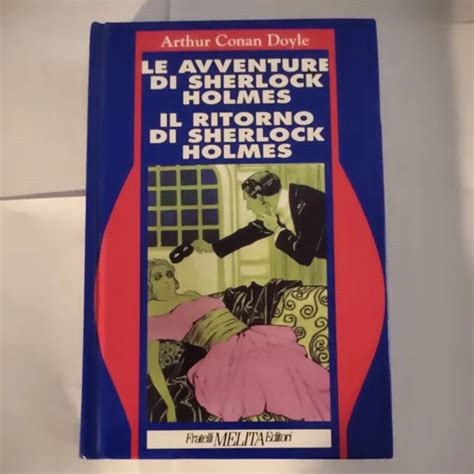 Arthur Conan Doyle
LE AVVENTURE
DI SHERLOCK
HOLMES
IL RITORNO
DI SHERLOCK
HOLMES
Fratelli MELITA Editori